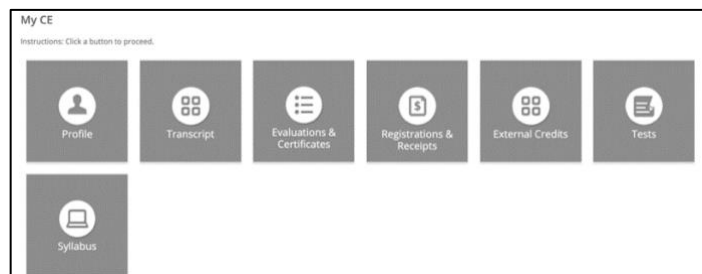 My CE
Instructions: Click a button to proceed.
Profile
Transcript
Evaluations &
Certificates
Registrations &
Receipts
External Credits
Tests
Syllabus